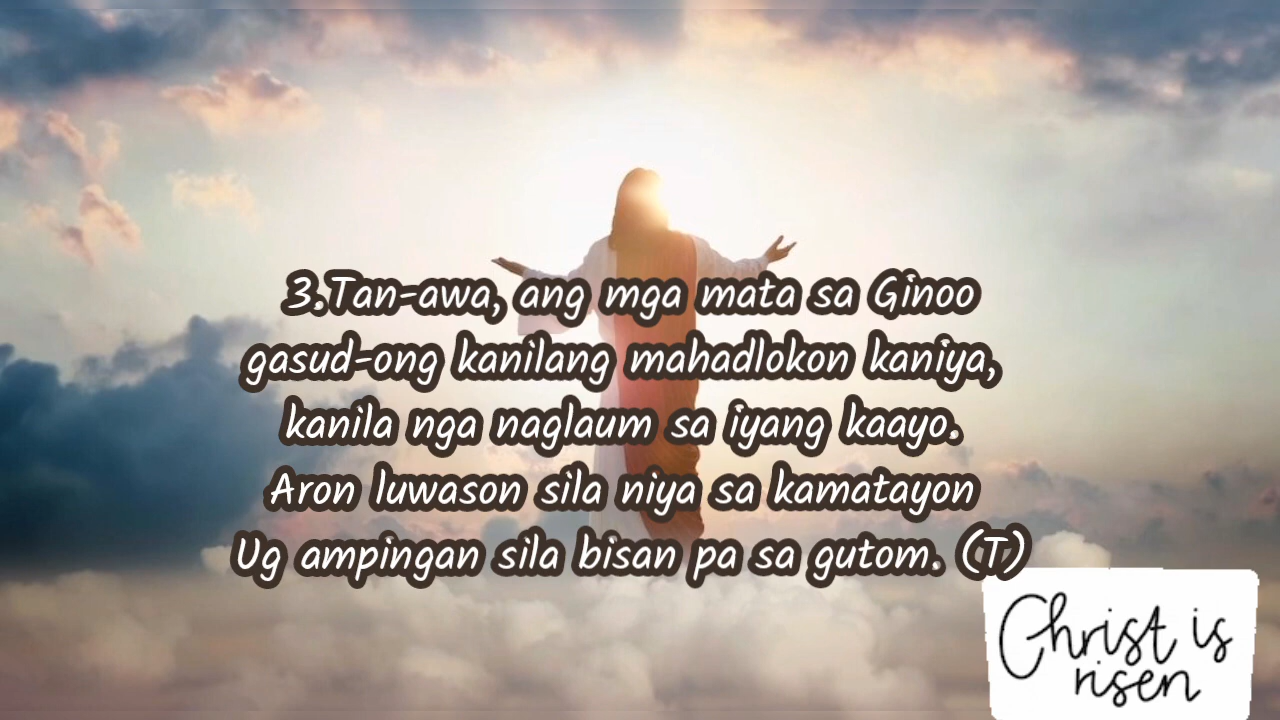 3.Tan-awa, ang mga mata sa Ginoo
gasud-ong kanilang mahadlokon kaniya,
kanila nga naglaum sa iyang kaayo.
Aron luwason sila niya sa kamatayon
Ug ampingan sila bisan pa sa gutom. (T)
Christ is
risen